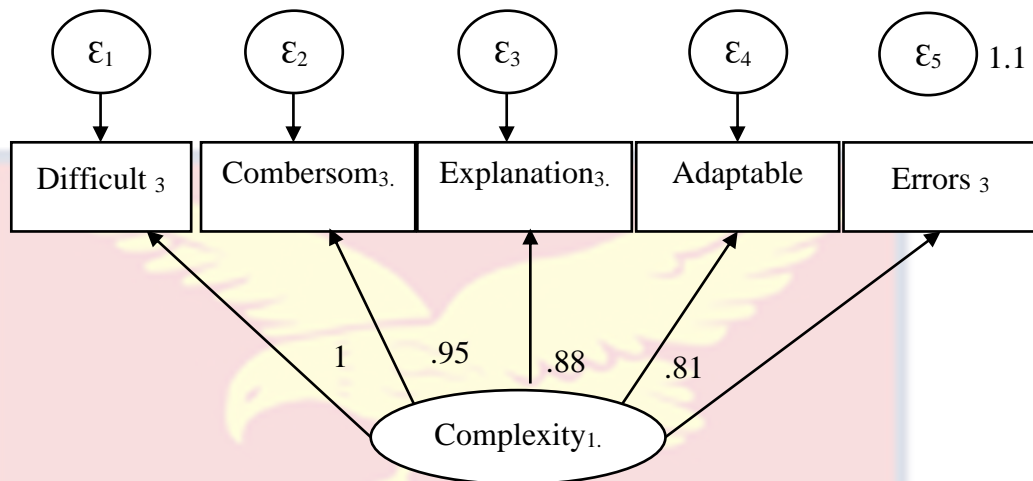 ε₁ ε₂ ε₃ ε₄ ε₅ 1.1
Difficult ₃ Combersom₃. Explanation₃. Adaptable Errors ₃
1 .95 .88 .81
Complexity₁.